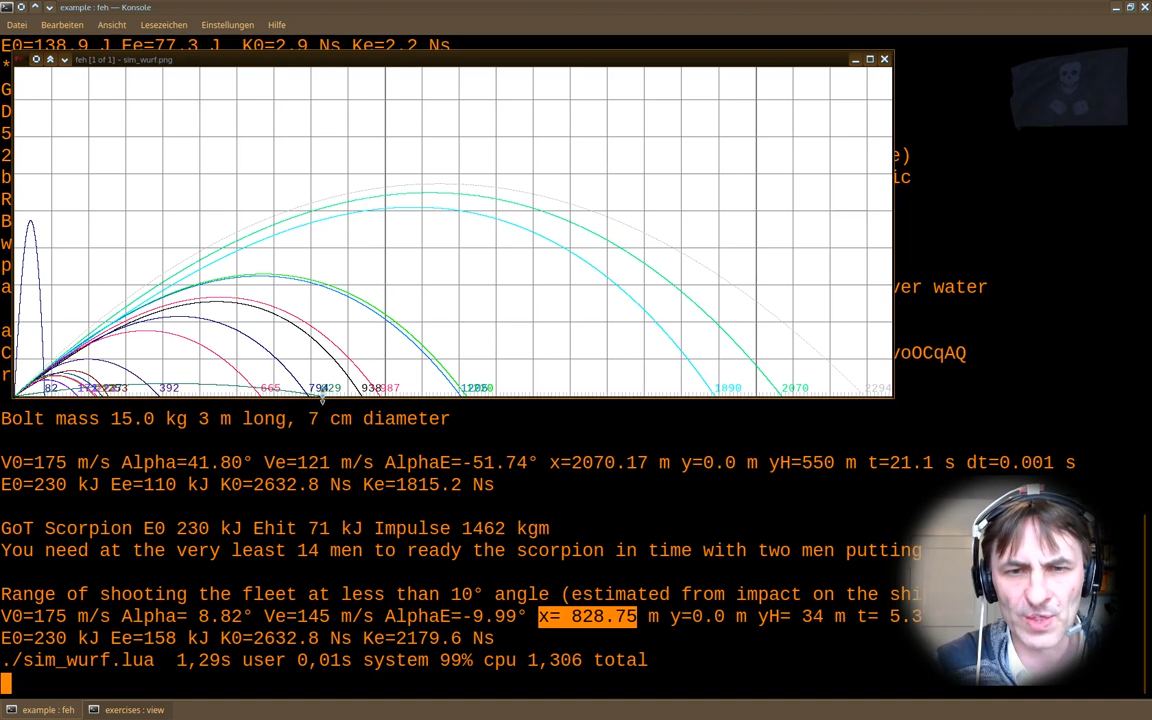 example : feh — Konsole
Datei Bearbeiten Ansicht Lesezeichen Einstellungen Hilfe
E0=138.9 J Ee=77.3 J K0=2.9 Ns Ke=2.2 Ns
feh [1 of 1] - sim_wurf.png
*
G
D
5
2 e)
b ic
R
B
w
p
a ver water
a
C voOCqAQ
r
82 392 665 938 987 1890 2070 2294
Bolt mass 15.0 kg 3 m long, 7 cm diameter
V0=175 m/s Alpha=41.80° Ve=121 m/s AlphaE=-51.74° x=2070.17 m y=0.0 m yH=550 m t=21.1 s dt=0.001 s
E0=230 kJ Ee=110 kJ K0=2632.8 Ns Ke=1815.2 Ns
GoT Scorpion E0 230 kJ Ehit 71 kJ Impulse 1462 kgm
You need at the very least 14 men to ready the scorpion in time with two men putting
Range of shooting the fleet at less than 10° angle (estimated from impact on the shi
V0=175 m/s Alpha= 8.82° Ve=145 m/s AlphaE=-9.99° x= 828.75 m y=0.0 m yH= 34 m t= 5.3
E0=230 kJ Ee=158 kJ K0=2632.8 Ns Ke=2179.6 Ns
./sim_wurf.lua 1,29s user 0,01s system 99% cpu 1,306 total
example : feh exercises : view